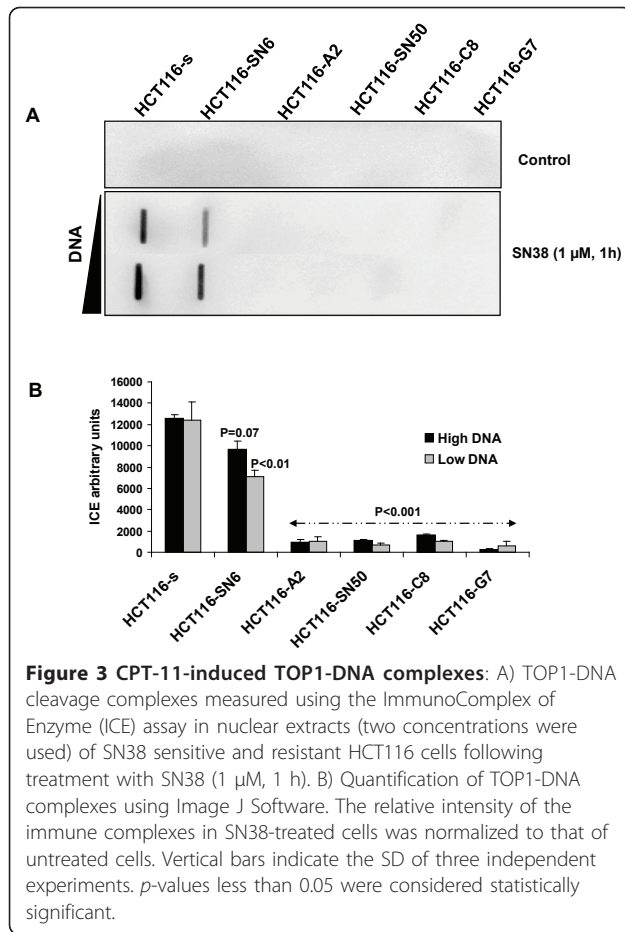 HCT116-s HCT116-SN6 HCT116-A2 HCT116-SN50 HCT116-C8 HCT116-G7
A
Control
DNA
SN38 (1 µM, 1h)
B
ICE arbitrary units
16000
14000
12000
10000
8000
6000
4000
2000
0
P=0.07
P<0.01
P<0.001
High DNA
Low DNA
HCT116-s HCT116-SN6 HCT116-A2 HCT116-SN50 HCT116-C8 HCT116-G7
Figure 3 CPT-11-induced TOP1-DNA complexes: A) TOP1-DNA
cleavage complexes measured using the ImmunoComplex of
Enzyme (ICE) assay in nuclear extracts (two concentrations were
used) of SN38 sensitive and resistant HCT116 cells following
treatment with SN38 (1 μM, 1 h). B) Quantification of TOP1-DNA
complexes using Image J Software. The relative intensity of the
immune complexes in SN38-treated cells was normalized to that of
untreated cells. Vertical bars indicate the SD of three independent
experiments. p-values less than 0.05 were considered statistically
significant.